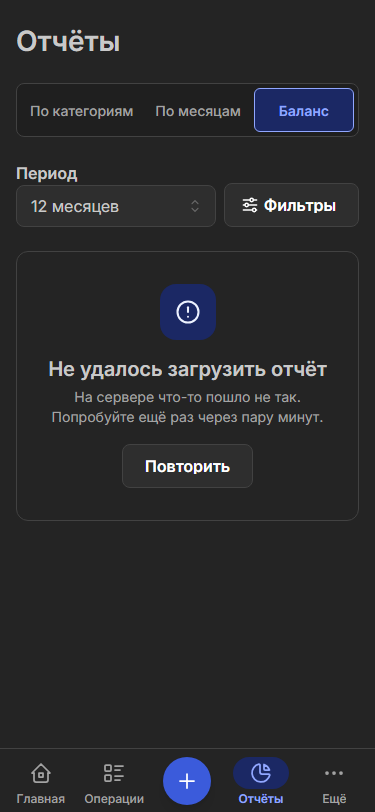 Отчёты
По категориям
По месяцам
Баланс
Период
12 месяцев
Фильтры
Не удалось загрузить отчёт
На сервере что-то пошло не так.
Попробуйте ещё раз через пару минут.
Повторить
Главная
Операции
Отчёты
Ещё